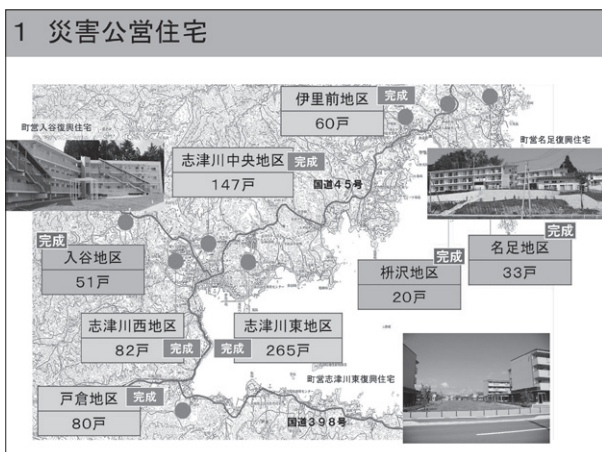 1 災害公営住宅
伊里前地区
完成
60戸
町営入谷復興住宅
町営名足復興住宅
志津川中央地区
完成
147戸
国道45号
完成
入谷地区
51戸
完成
枡沢地区
20戸
完成
名足地区
33戸
志津川西地区
82戸
完成
志津川東地区
完成
265戸
町営志津川東復興住宅
戸倉地区
完成
80戸
国道398号